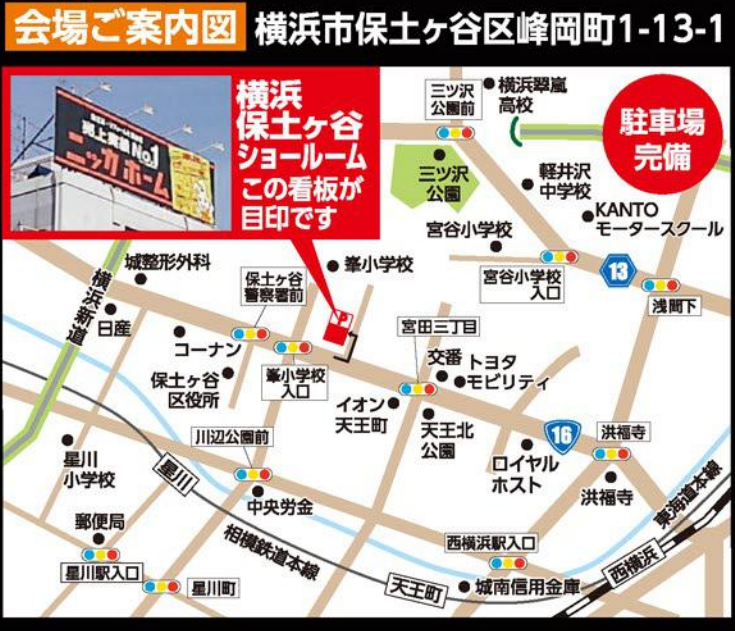 会場ご案内図 横浜市保土ヶ谷区峰岡町1-13-1
売上実績No.1
ニッカホーム
横浜
保土ヶ谷
ショールーム
この看板が
目印です
駐車場
完備
三ツ沢
公園前
横浜翠嵐
高校
三ツ沢
公園
軽井沢
中学校
KANTO
モータースクール
宮谷小学校
宮谷小学校
入口
13
浅間下
横浜新道
城整形外科
保土ヶ谷
警察署前
峯小学校
P
日産
コーナン
保土ヶ谷
区役所
峯小学校
入口
宮田三丁目
交番
トヨタ
モビリティ
イオン
天王町
天王北
公園
16
洪福寺
ロイヤル
ホスト
洪福寺
川辺公園前
星川
小学校
星川
中央労金
東海道本線
郵便局
相模鉄道本線
西横浜駅入口
西横浜
星川駅入口
星川町
天王町
城南信用金庫